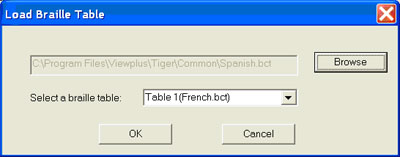 Load Braille Table
C:\Program Files\Viewplus\Tiger\Common\Spanish.bct
Browse
Select a braille table:
Table 1(French.bct)
OK
Cancel